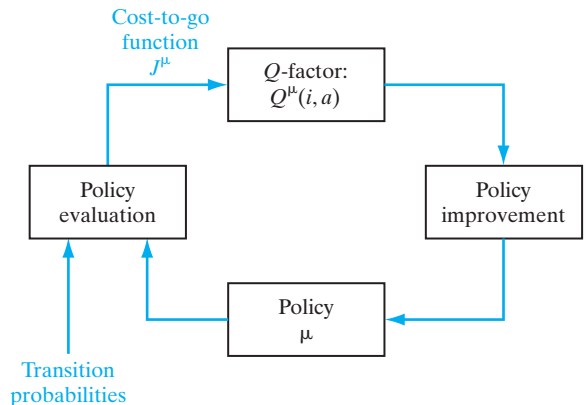 Cost-to-go
function
J^μ
Q-factor:
Q^μ(i, a)
Policy
evaluation
Policy
improvement
Policy
μ
Transition
probabilities